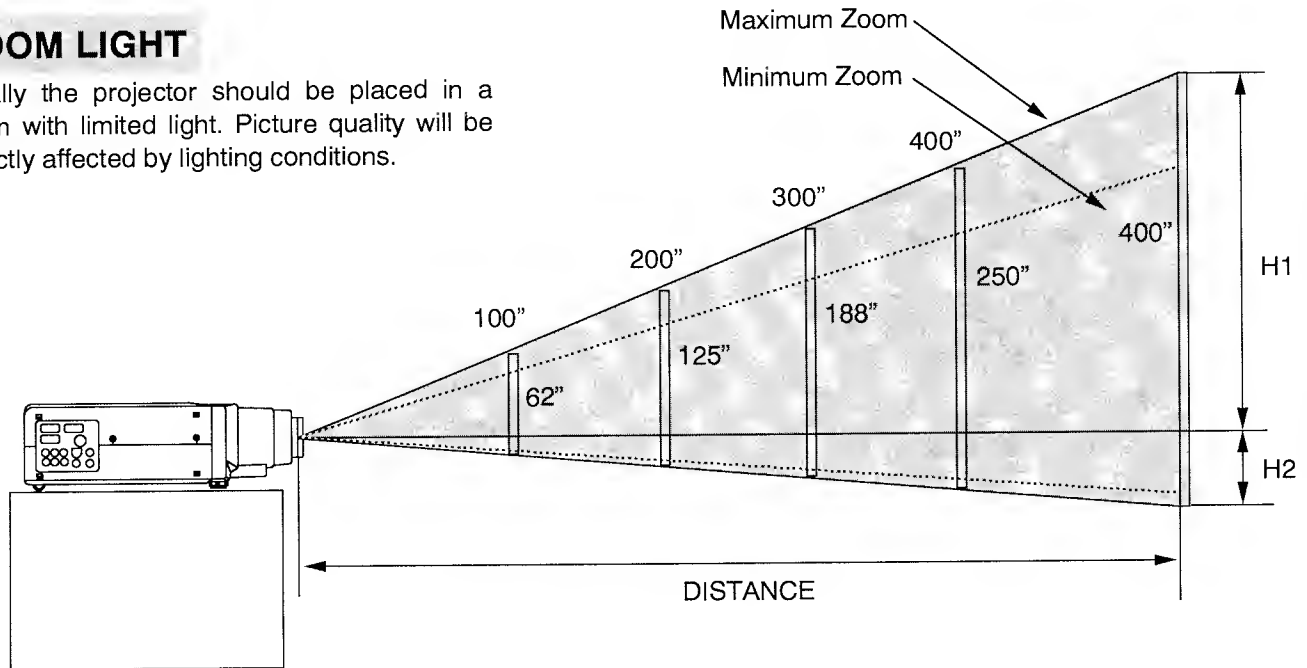 OOM LIGHT
ally the projector should be placed in a
n with limited light. Picture quality will be
ctly affected by lighting conditions.
Maximum Zoom
Minimum Zoom
400”
300”
200”
100”
400”
250”
188”
125”
62”
H1
H2
DISTANCE